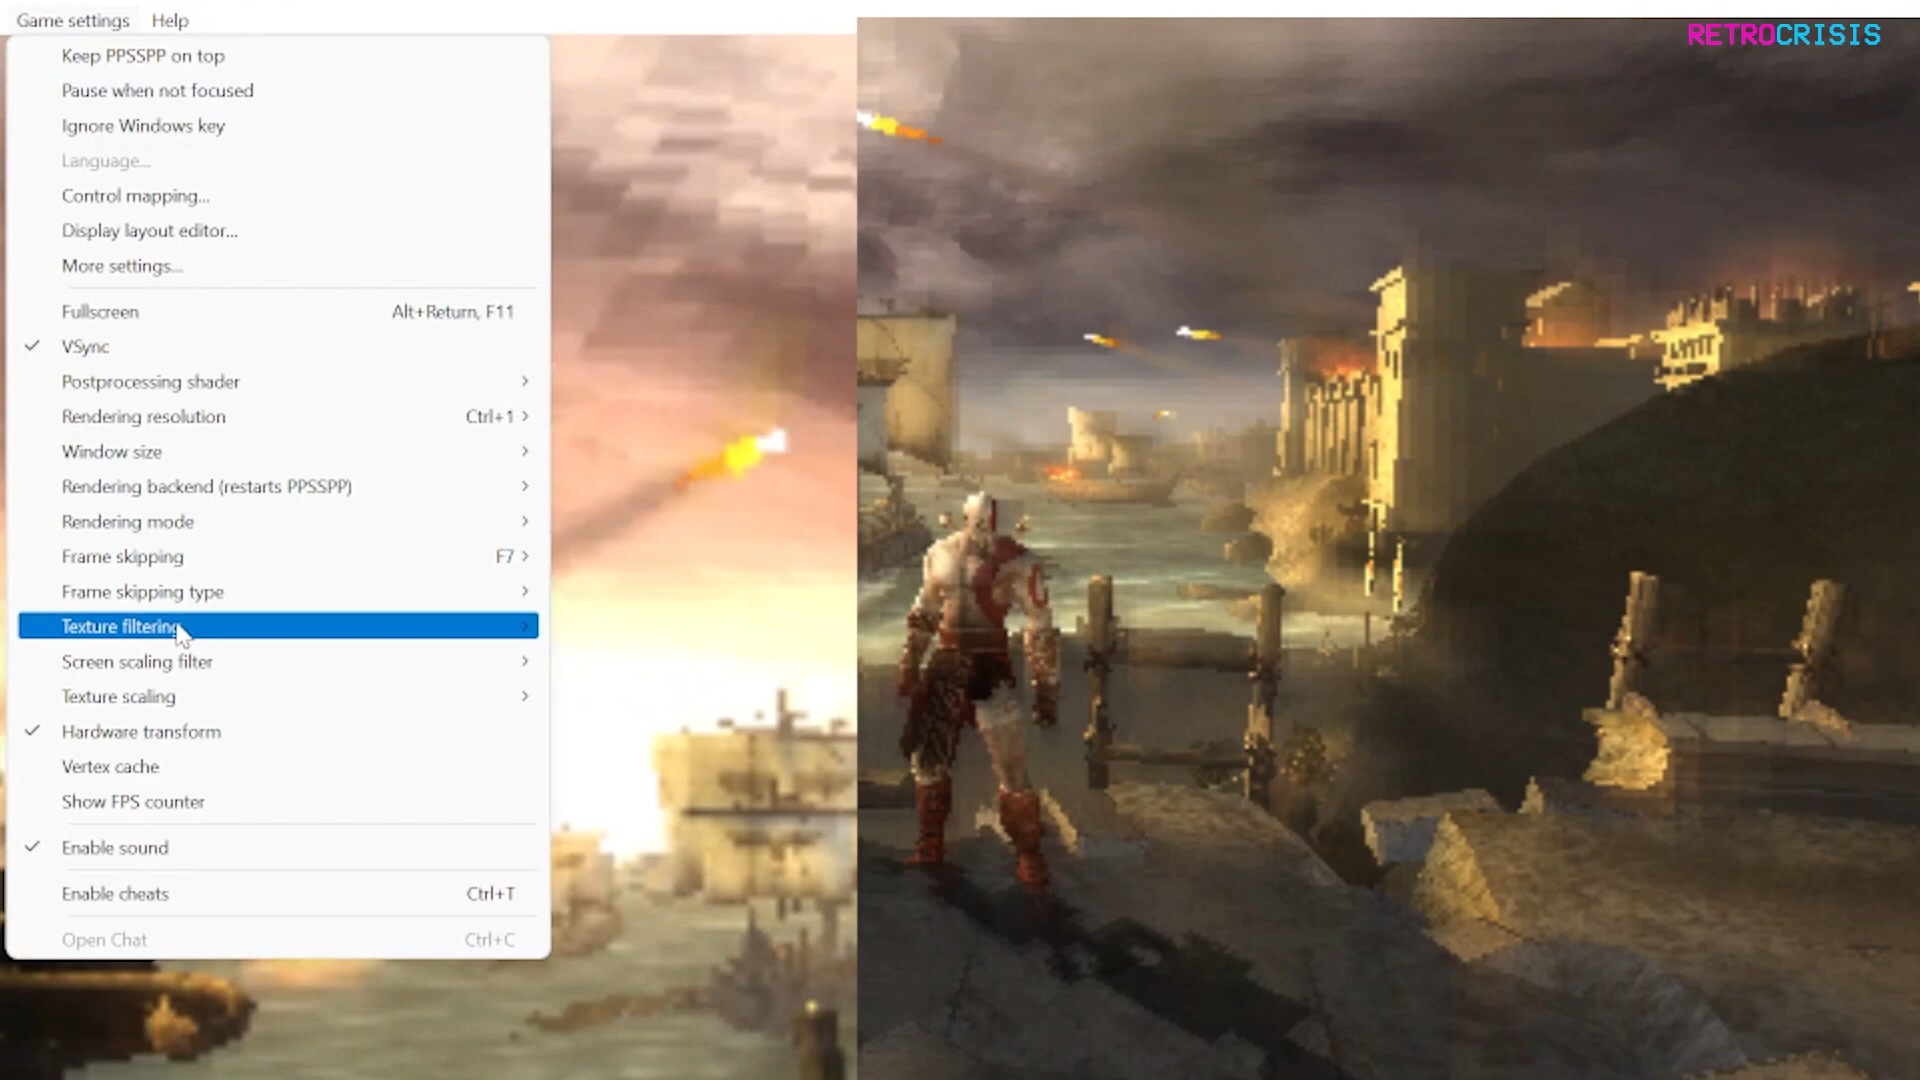 Game settings Help
RETROCRISIS
Keep PPSSPP on top
Pause when not focused
Ignore Windows key
Language...
Control mapping...
Display layout editor...
More settings...
Fullscreen Alt+Return, F11
VSync
Postprocessing shader
Rendering resolution Ctrl+1
Window size
Rendering backend (restarts PPSSPP)
Rendering mode
Frame skipping F7
Frame skipping type
Texture filtering
Screen scaling filter
Texture scaling
Hardware transform
Vertex cache
Show FPS counter
Enable sound
Enable cheats Ctrl+T
Open Chat Ctrl+C